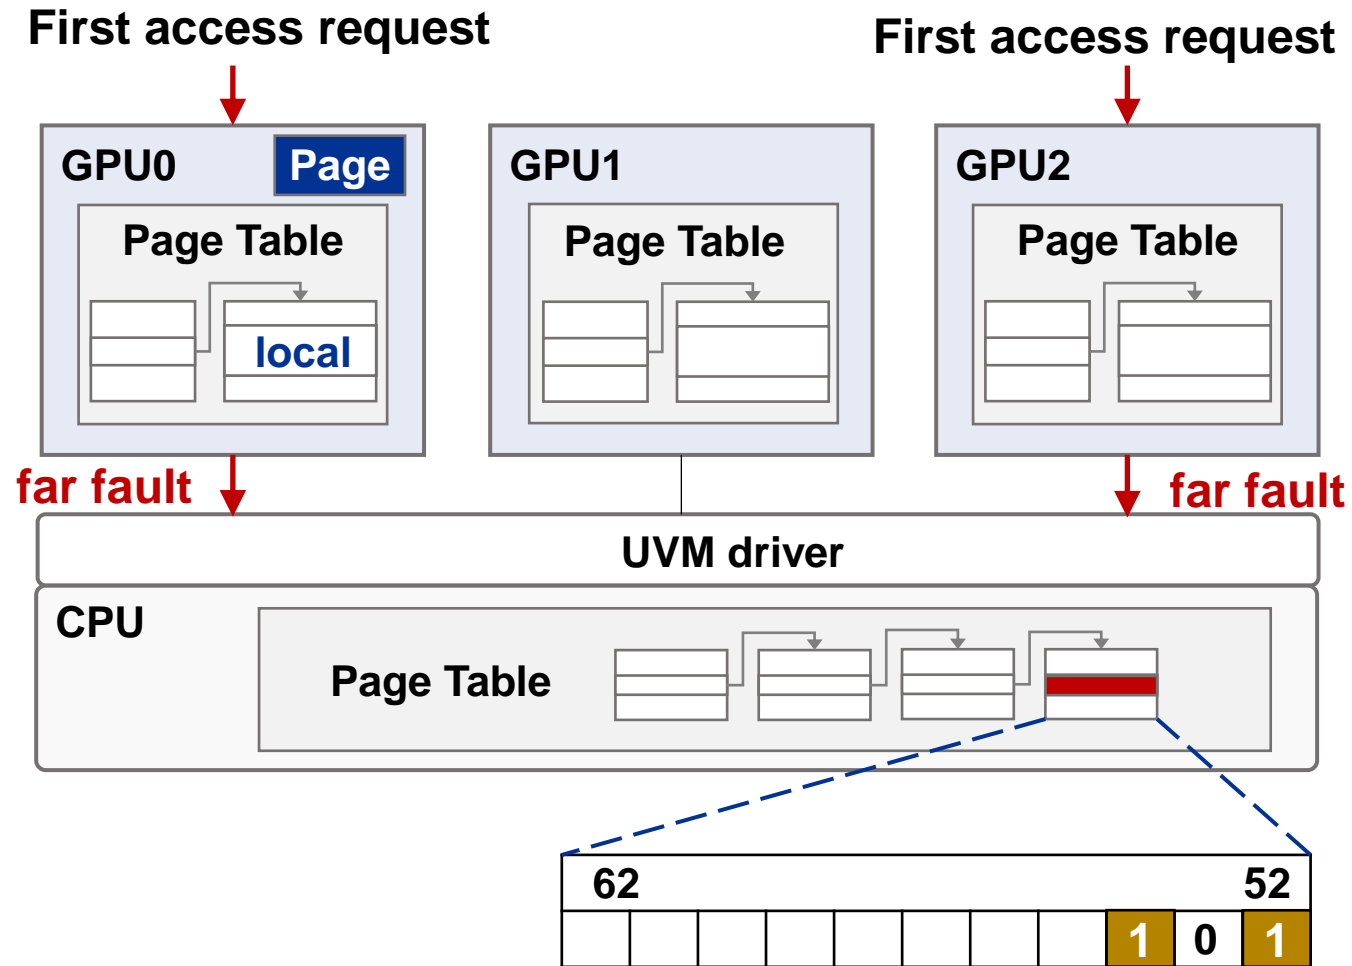 First access request
First access request
GPU0
Page
GPU1
GPU2
Page Table
Page Table
Page Table
local
far fault
far fault
UVM driver
CPU
Page Table
62
52
1 0 1